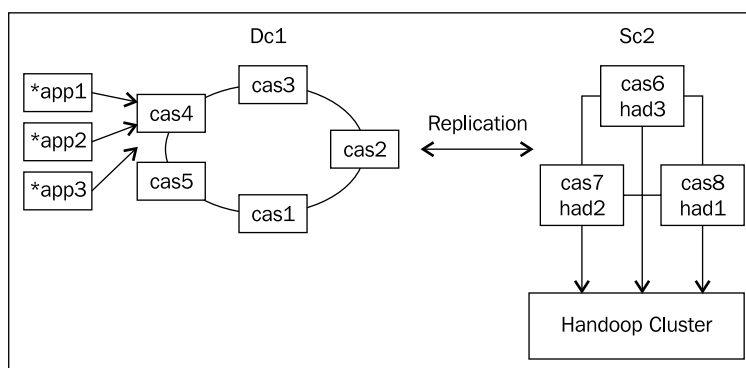 Dc1
Sc2
*app1
*app2
*app3
cas4
cas3
cas2
cas5
cas1
Replication
cas6
had3
cas7
had2
cas8
had1
Handoop Cluster